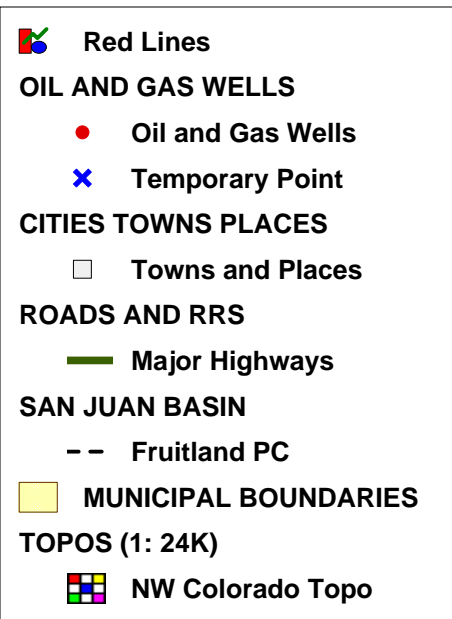 Red Lines
OIL AND GAS WELLS
Oil and Gas Wells
Temporary Point
CITIES TOWNS PLACES
Towns and Places
ROADS AND RRS
Major Highways
SAN JUAN BASIN
Fruitland PC
MUNICIPAL BOUNDARIES
TOPOS (1: 24K)
NW Colorado Topo